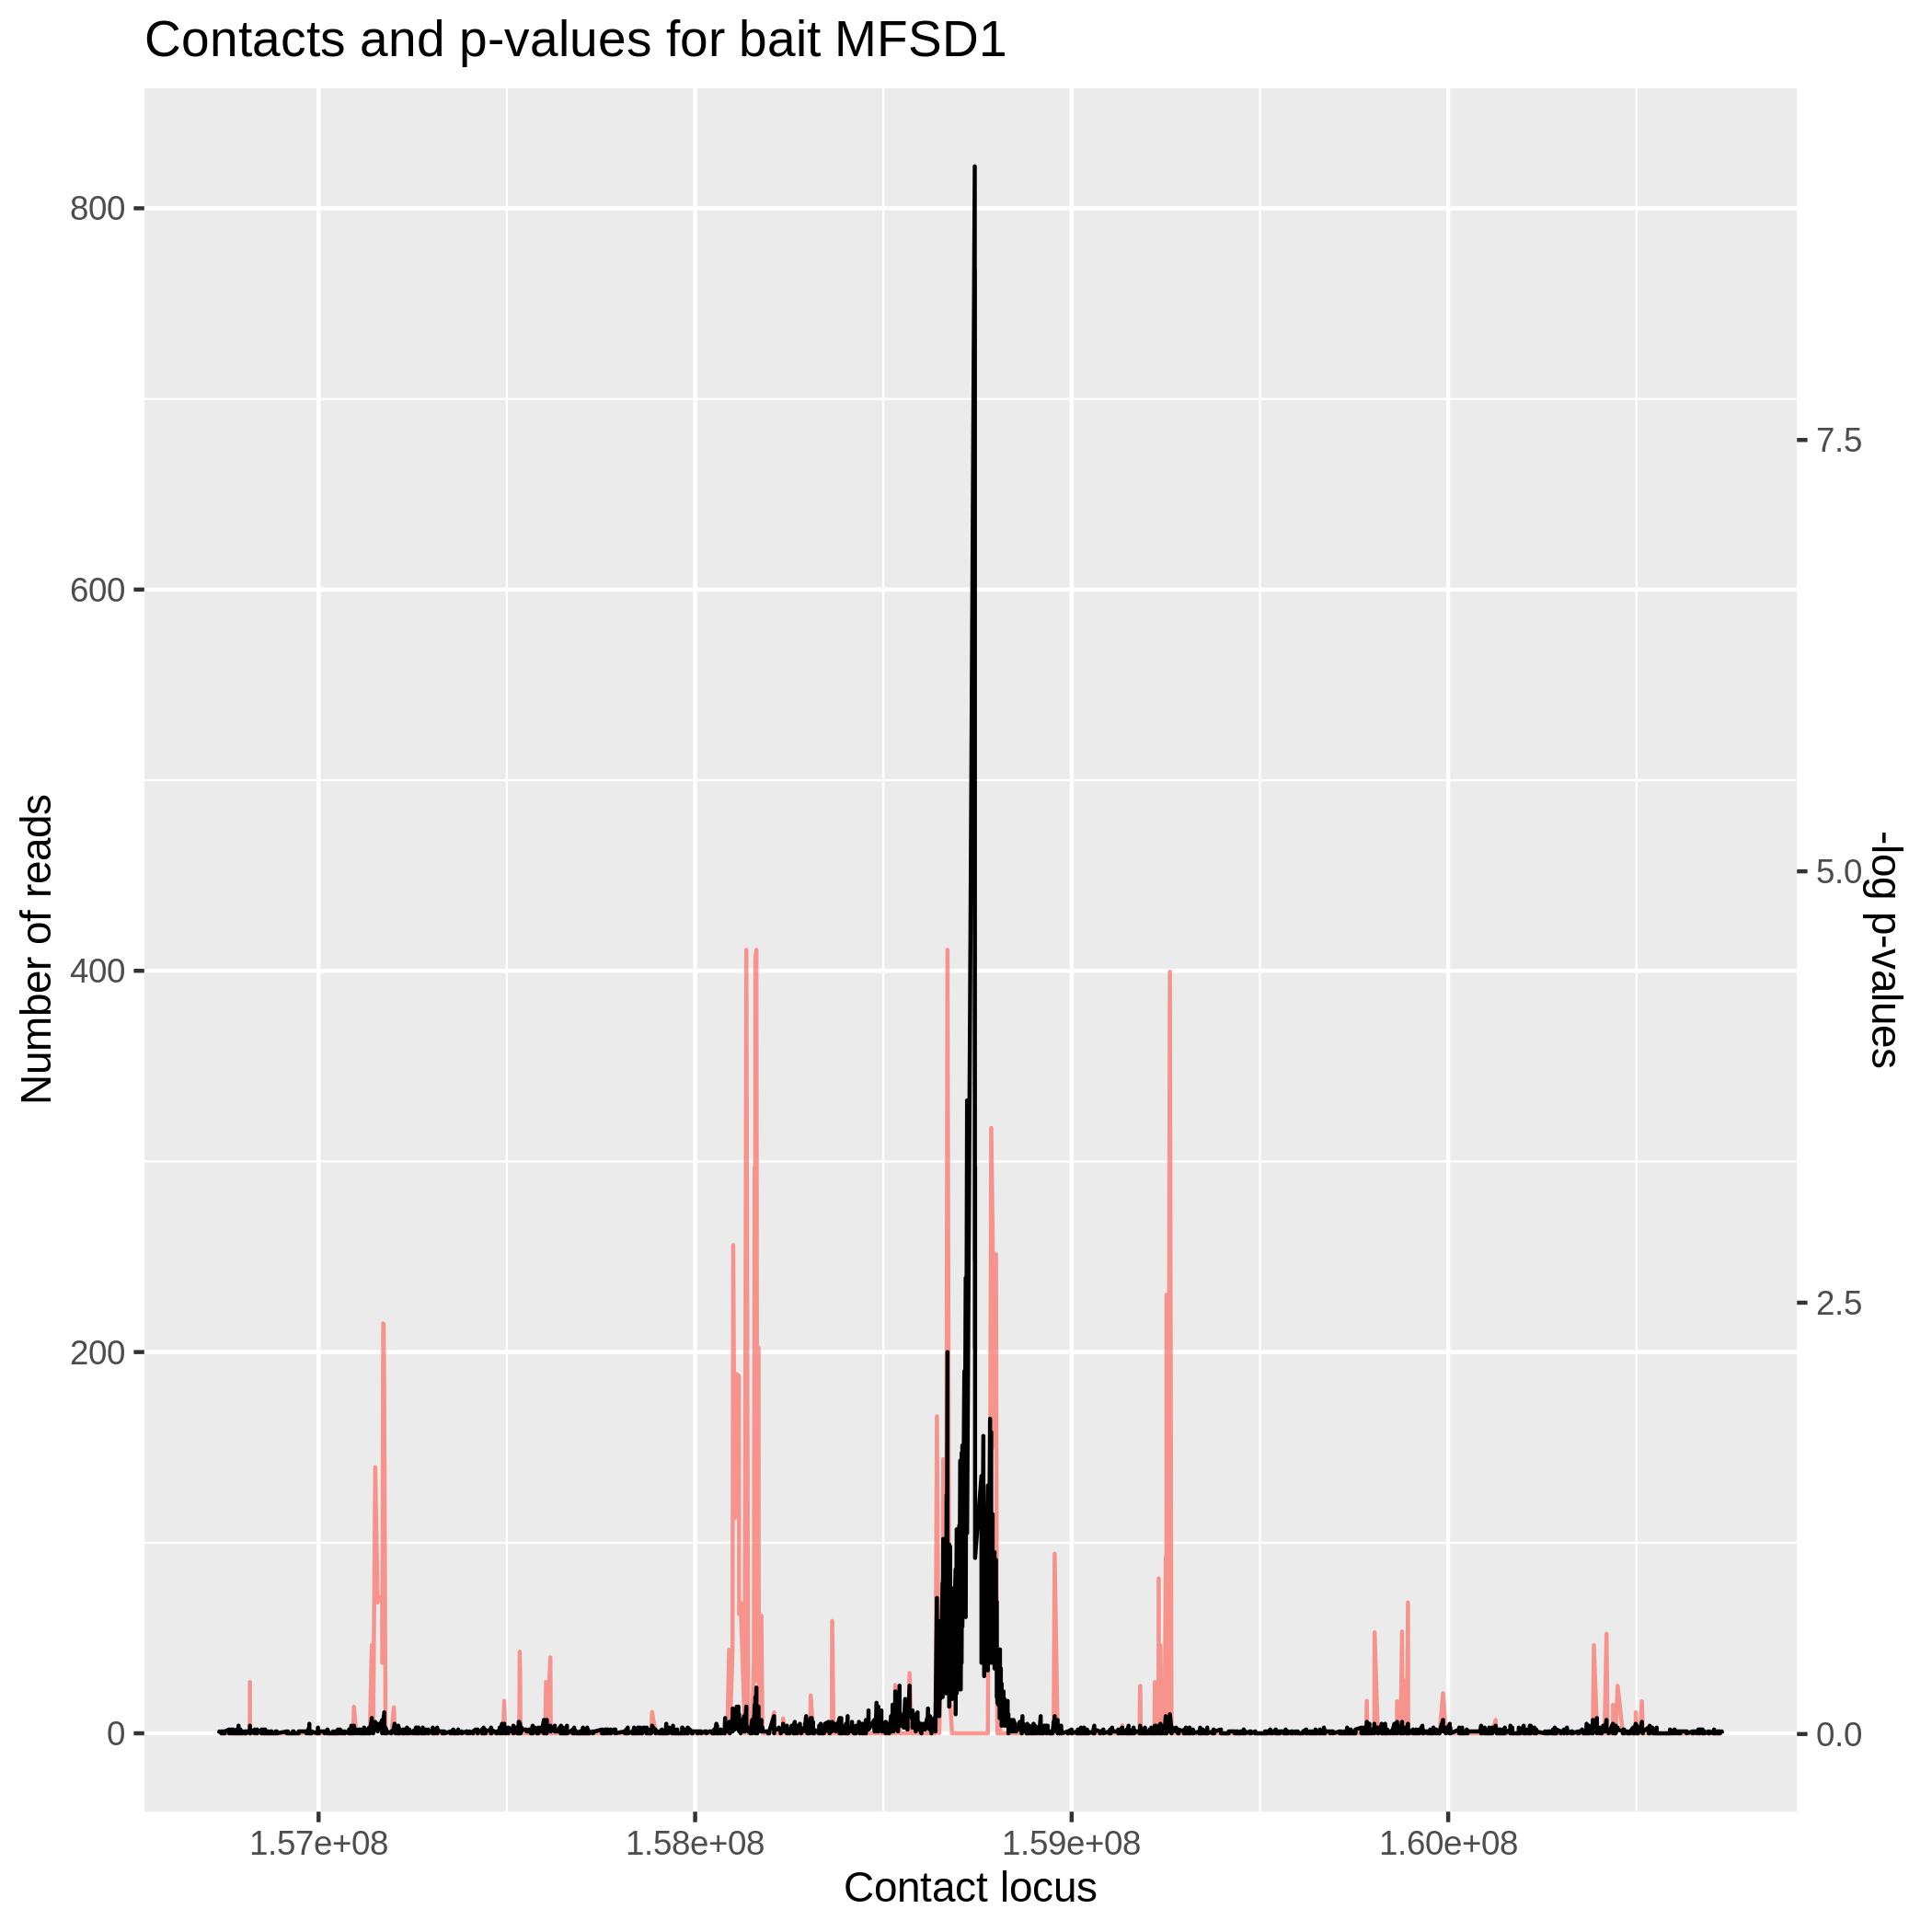 Contacts and p-values for bait MFSD1
Number of reads
800
600
400
200
0
7.5
5.0
2.5
0.0
-log p-values
1.57e+08
1.58e+08
1.59e+08
1.60e+08
Contact locus